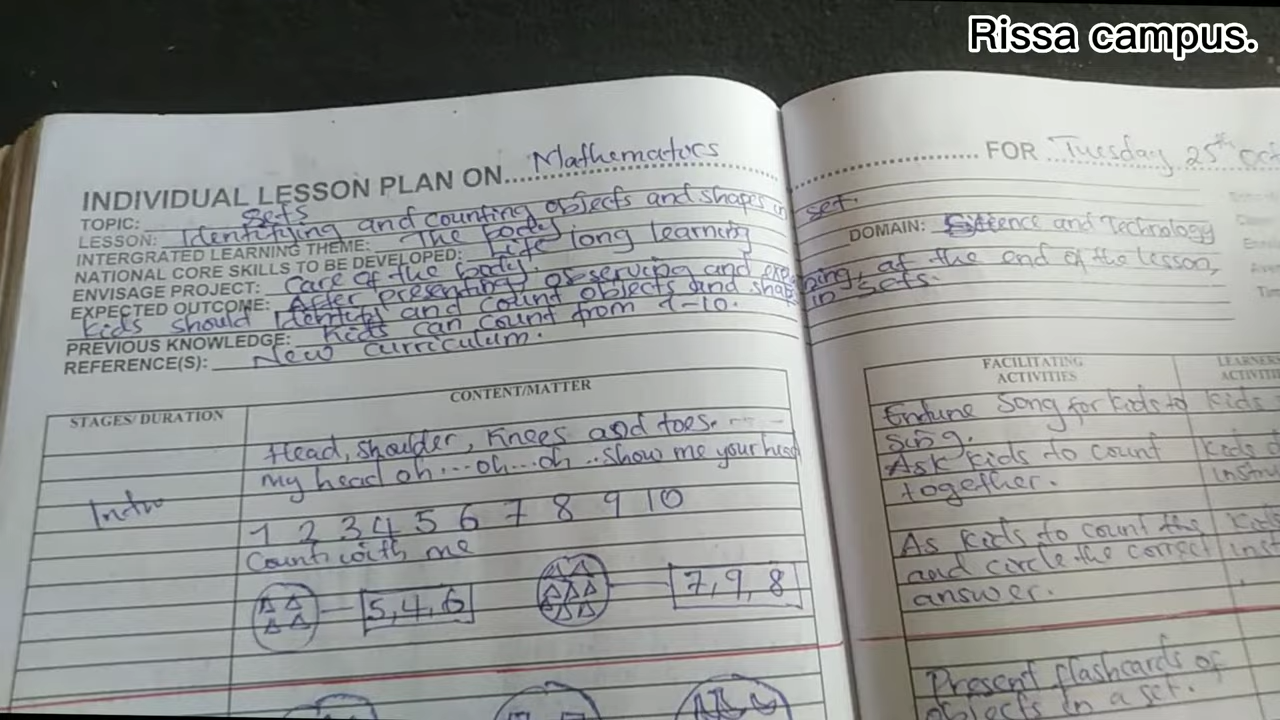 Rissa campus.
INDIVIDUAL LESSON PLAN ON Mathematics FOR Tuesday 25th Oct
TOPIC: Sets
LESSON: Identifying and counting objects and shapes in set.
INTERGRATED LEARNING THEME: The body DOMAIN: Science and Technology
NATIONAL CORE SKILLS TO BE DEVELOPED: Life long learning
ENVISAGE PROJECT: Care of the body.
EXPECTED OUTCOME: After presenting, observing and explaining, at the end of the lesson,
kids should Identify and count objects and shapes in sets.
PREVIOUS KNOWLEDGE: Kids can count from 1-10.
REFERENCE(S): New curriculum.
STAGES/ DURATION
CONTENT/MATTER
Intro
Head, shoulder, knees and toes.
my head oh...oh...oh..show me your head
1 2 3 4 5 6 7 8 9 10
Count with me
5,4,6
7,9,8
FACILITATING
ACTIVITIES
Entune song for kids to
sing.
Ask kids to count
together.
As kids to count the
and circle the correct
answer.
Present flashcards of
objects in a set.
LEARNERS
Kids
Kids